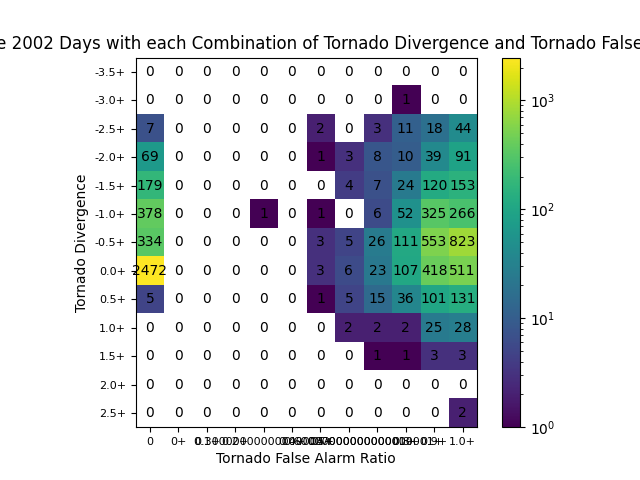 e 2002 Days with each Combination of Tornado Divergence and Tornado False
-3.5+ 0 0 0 0 0 0 0 0 0 0 0 0
-3.0+ 0 0 0 0 0 0 0 0 0 1 0 0
-2.5+ 7 0 0 0 0 0 2 0 3 11 18 44
-2.0+ 69 0 0 0 0 0 1 3 8 10 39 91
-1.5+ 179 0 0 0 0 0 0 4 7 24 120 153
-1.0+ 378 0 0 0 1 0 1 0 6 52 325 266
-0.5+ 334 0 0 0 0 0 3 5 26 111 553 823
0.0+ 2472 0 0 0 0 0 3 6 23 107 418 511
0.5+ 5 0 0 0 0 0 1 5 15 36 101 131
1.0+ 0 0 0 0 0 0 0 2 2 2 25 28
1.5+ 0 0 0 0 0 0 0 0 1 1 3 3
2.0+ 0 0 0 0 0 0 0 0 0 0 0 0
2.5+ 0 0 0 0 0 0 0 0 0 0 0 2
0 0+ 1.0+
Tornado False Alarm Ratio
Tornado Divergence
10³
10²
10¹
10⁰